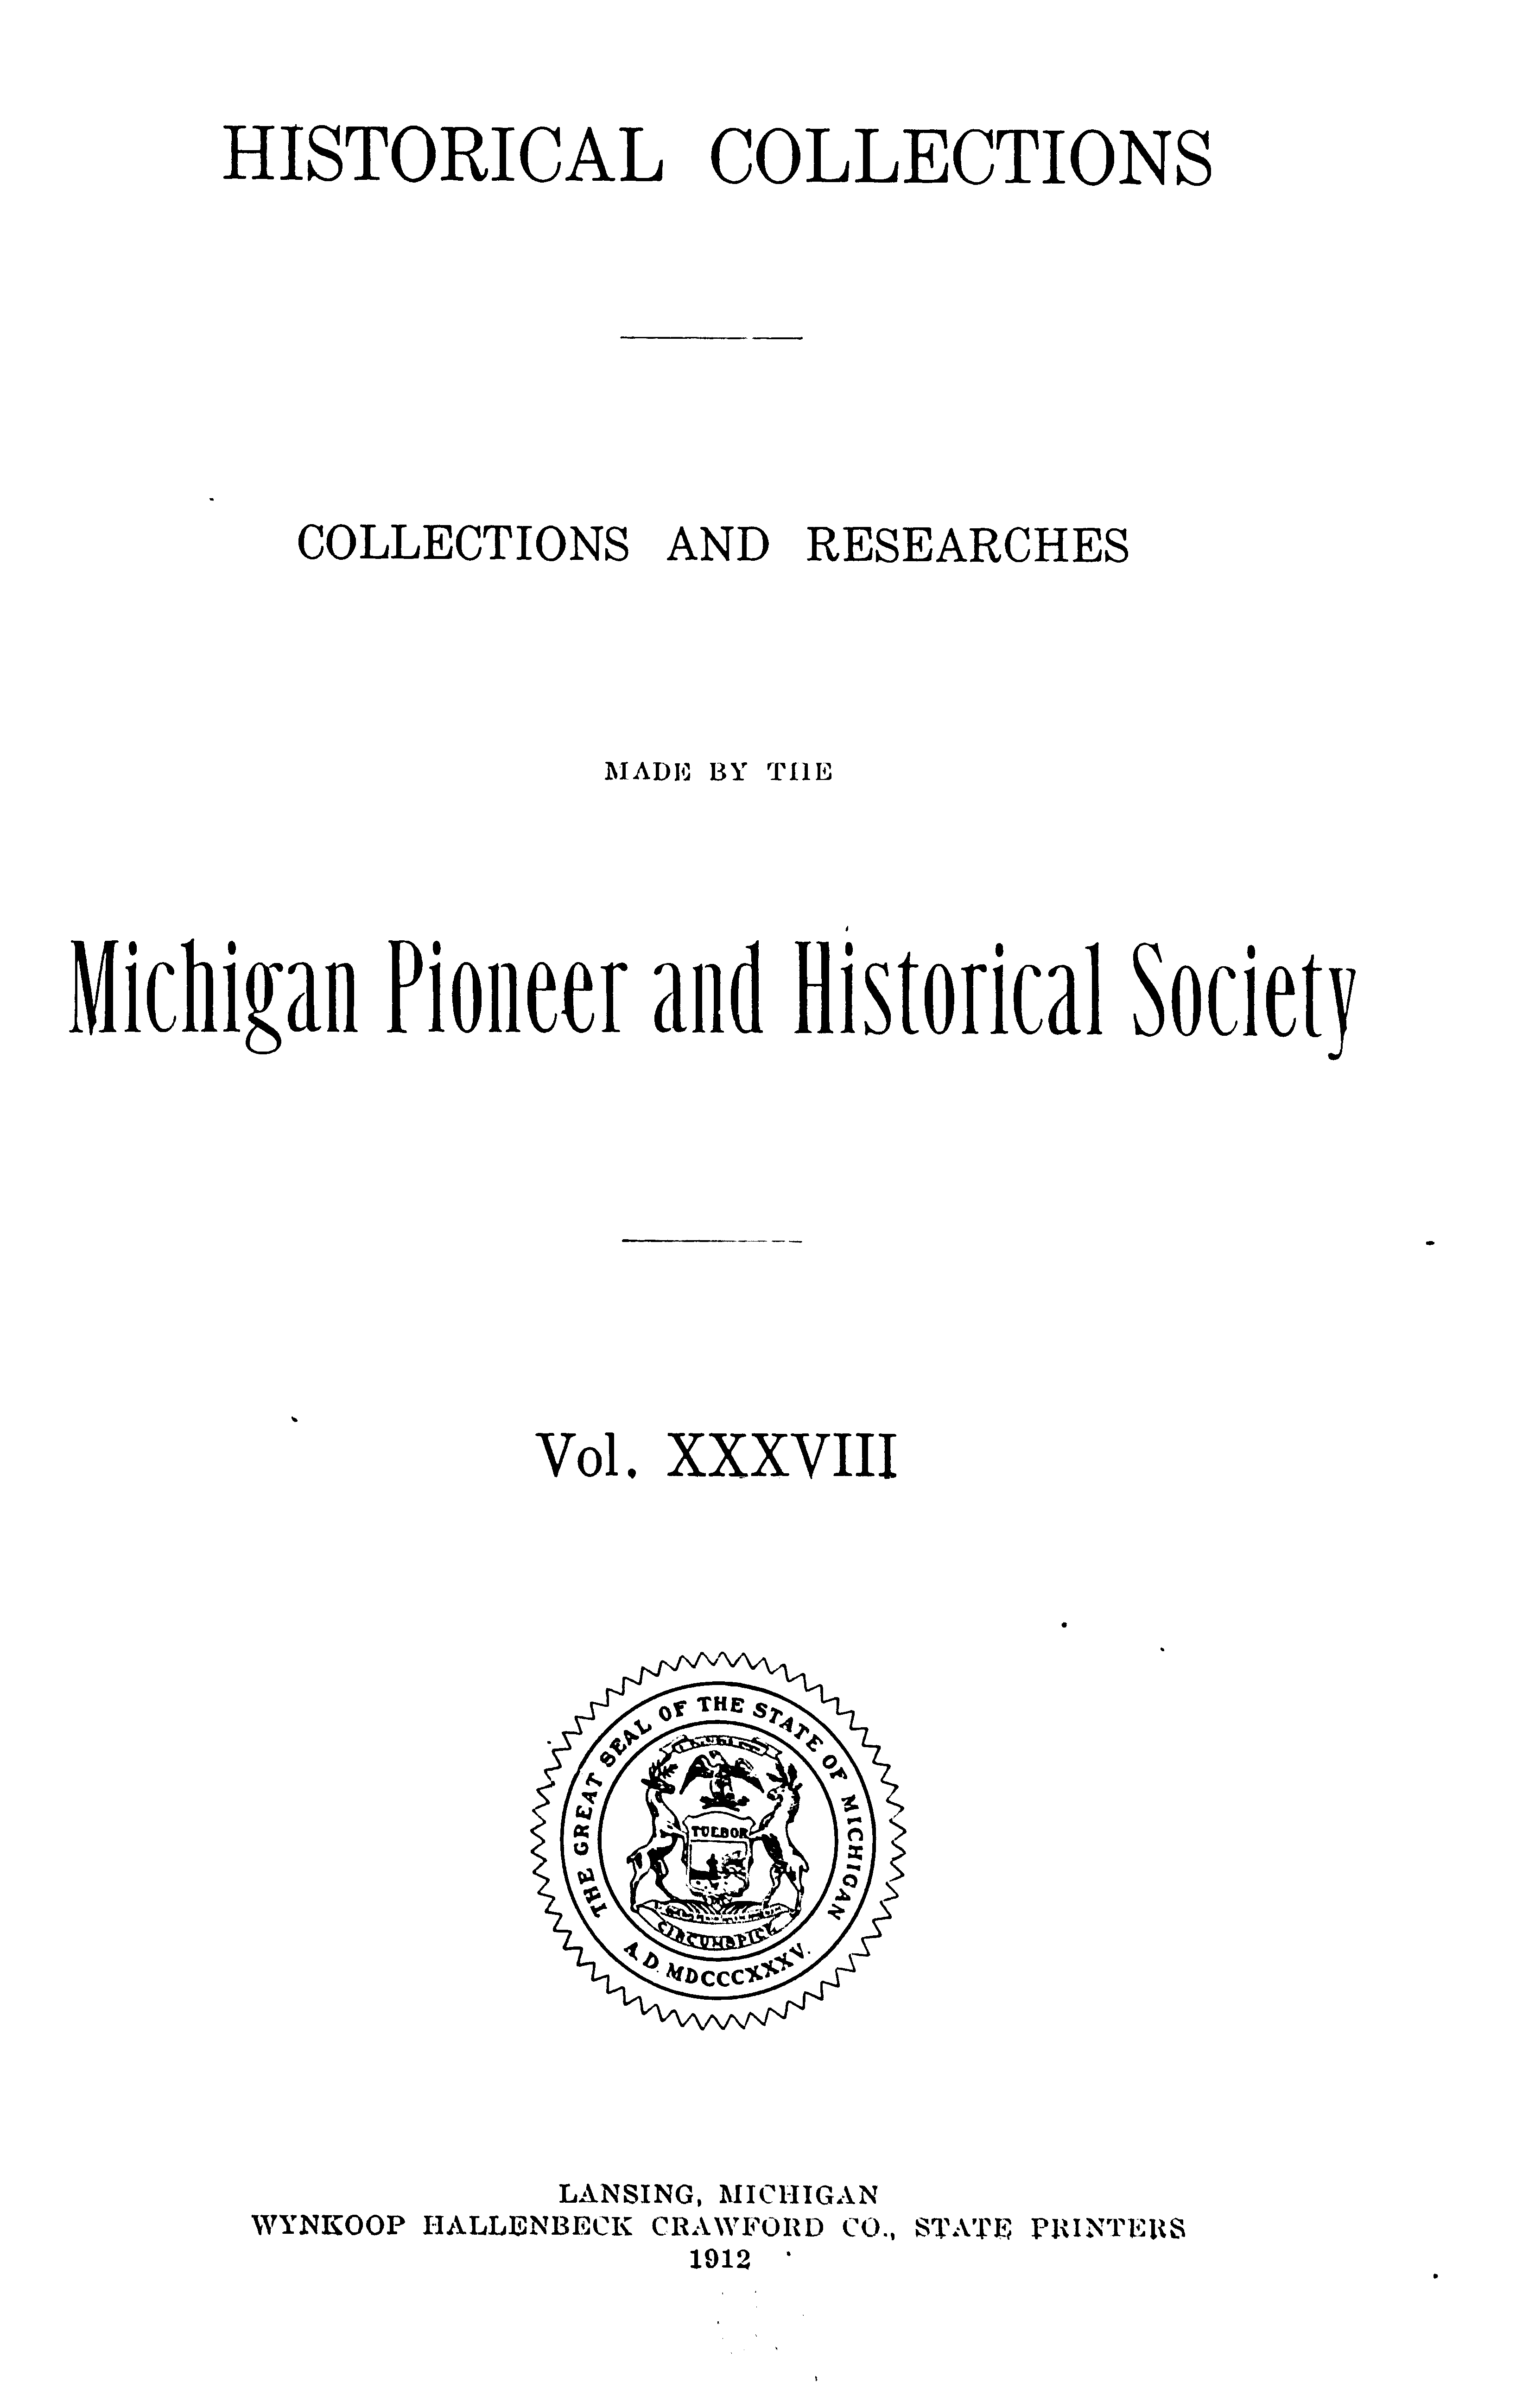 HISTORICAL COLLECTIONS
COLLECTIONS AND RESEARCHES
MADE BY THE
Michigan Pioneer and Historical Society
Vol. XXXVIII
THE GREAT SEAL OF THE STATE OF MICHIGAN
TUEBOR
CIRCUMSPICE
A.D. MDCCCXXXV.
LANSING, MICHIGAN
WYNKOOP HALLENBECK CRAWFORD CO., STATE PRINTERS
1912